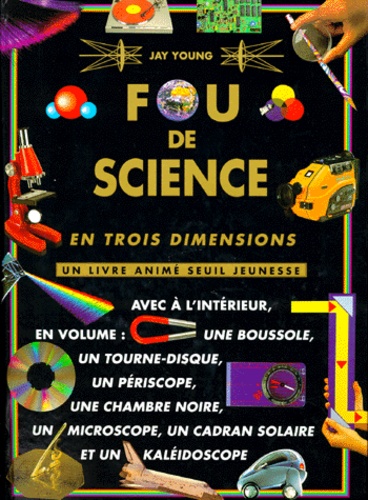 JAY YOUNG
FOU
DE
SCIENCE
EN TROIS DIMENSIONS
UN LIVRE ANIMÉ SEUIL JEUNESSE
AVEC À L'INTÉRIEUR,
EN VOLUME : UNE BOUSSOLE,
UN TOURNE-DISQUE,
UN PÉRISCOPE,
UNE CHAMBRE NOIRE,
UN MICROSCOPE, UN CADRAN SOLAIRE
ET UN KALÉIDOSCOPE